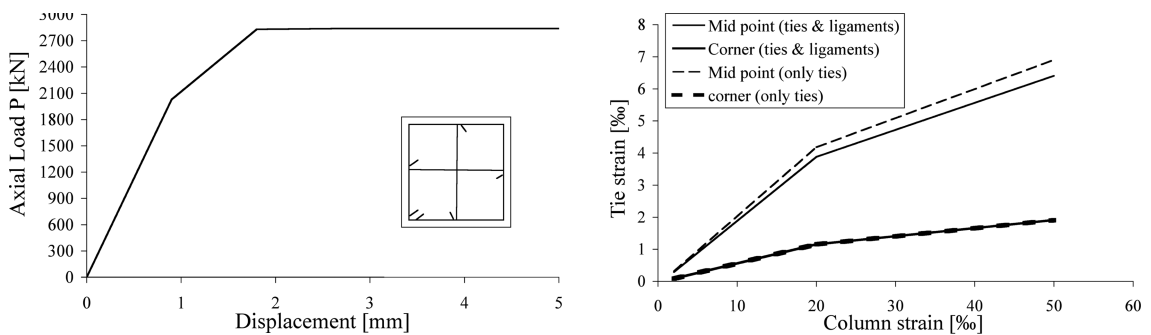 3000
2700
2400
2100
1800
1500
1200
900
600
300
0
Axial Load P [kN]
0 1 2 3 4 5
Displacement [mm]
8
7
6
5
4
3
2
1
0
Tie strain [‰]
Mid point (ties & ligaments)
Corner (ties & ligaments)
Mid point (only ties)
corner (only ties)
0 10 20 30 40 50 60
Column strain [‰]